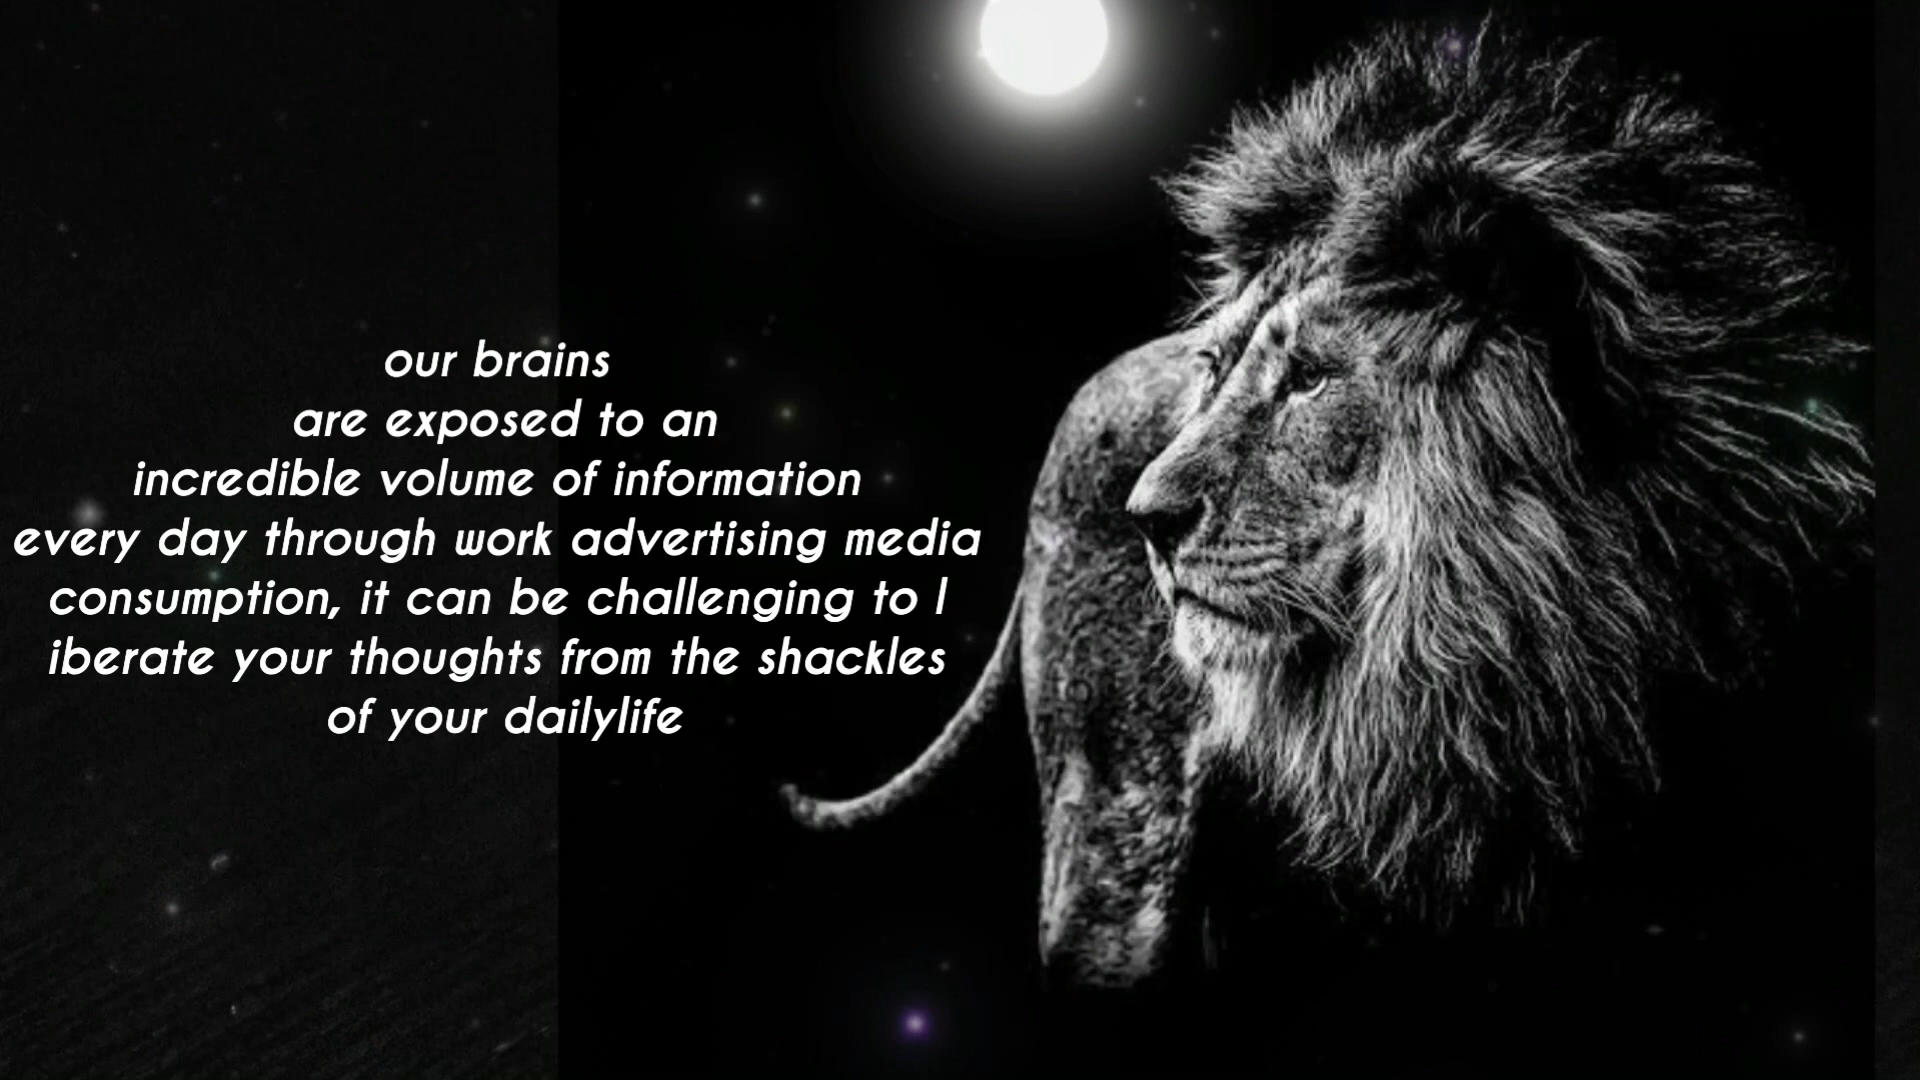 our brains
are exposed to an
incredible volume of information
every day through work advertising media
consumption, it can be challenging to l
iberate your thoughts from the shackles
of your dailylife